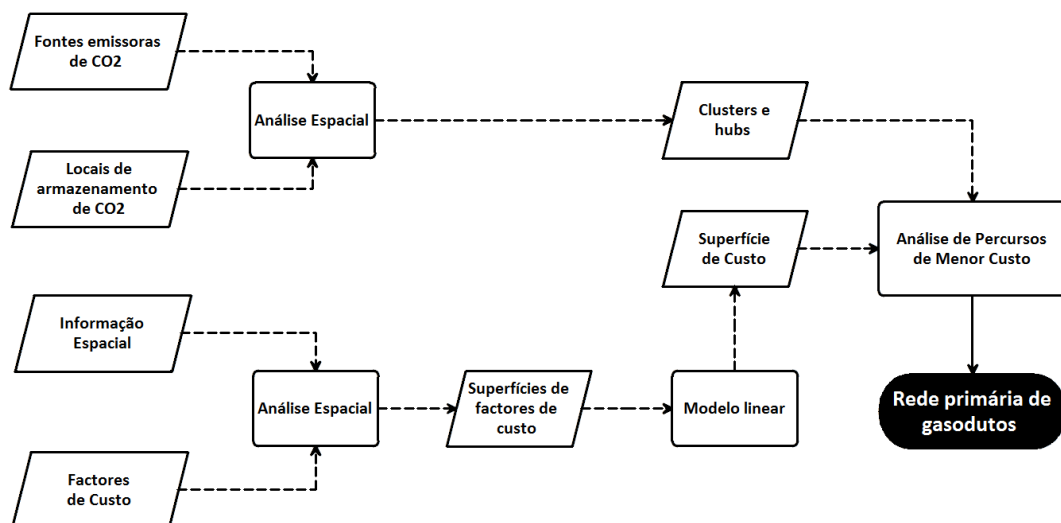 Fontes emissoras
de CO2
Análise Espacial
Clusters e
hubs
Locais de
armazenamento
de CO2
Superfície
de Custo
Análise de Percursos
de Menor Custo
Informação
Espacial
Análise Espacial
Superfícies de
factores de
custo
Modelo linear
Rede primária de
gasodutos
Factores
de Custo